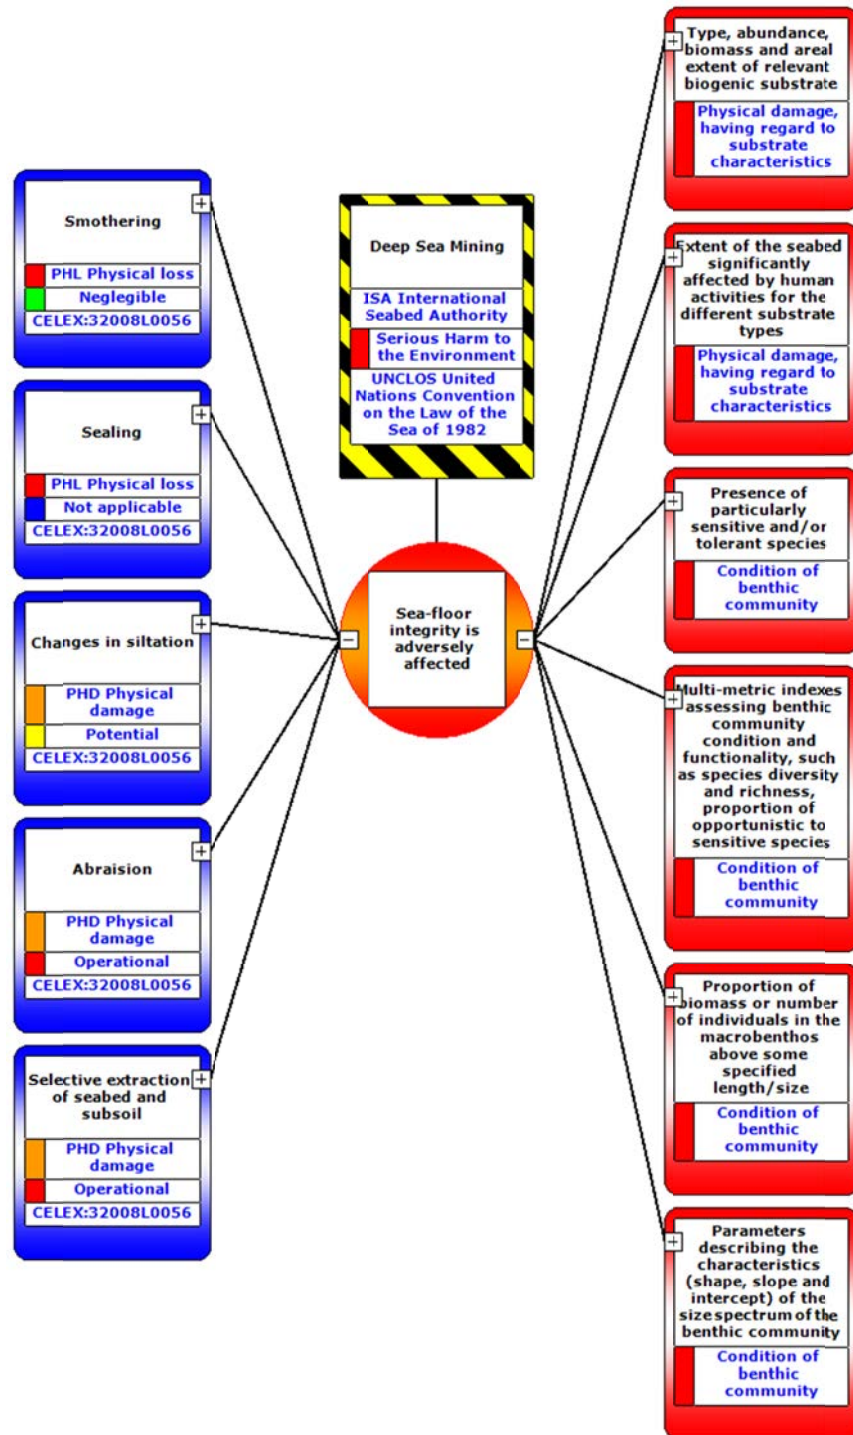 Smothering
PHL Physical loss
Neglegible
CELEX:32008L0056
Sealing
PHL Physical loss
Not applicable
CELEX:32008L0056
Changes in siltation
PHD Physical
damage
Potential
CELEX:32008L0056
Abraision
PHD Physical
damage
Operational
CELEX:32008L0056
Selective extraction
of seabed and
subsoil
PHD Physical
damage
Operational
CELEX:32008L0056
Deep Sea Mining
ISA International
Seabed Authority
Serious Harm to
the Environment
UNCLOS United
Nations Convention
on the Law of the
Sea of 1982
Sea-floor
integrity is
adversely
affected
Type, abundance,
biomass and areal
extent of relevant
biogenic substrate
Physical damage,
having regard to
substrate
characteristics
Extent of the seabed
significantly
affected by human
activities for the
different substrate
types
Physical damage,
having regard to
substrate
characteristics
Presence of
particularly
sensitive and/or
tolerant species
Condition of
benthic
community
Multi-metric indexes
assessing benthic
community
condition and
functionality, such
as species diversity
and richness,
proportion of
opportunistic to
sensitive species
Condition of
benthic
community
Proportion of
biomass or number
of individuals in the
macrobenthos
above some
specified
length/size
Condition of
benthic
community
Parameters
describing the
characteristics
(shape, slope and
intercept) of the
size spectrum of the
benthic community
Condition of
benthic
community